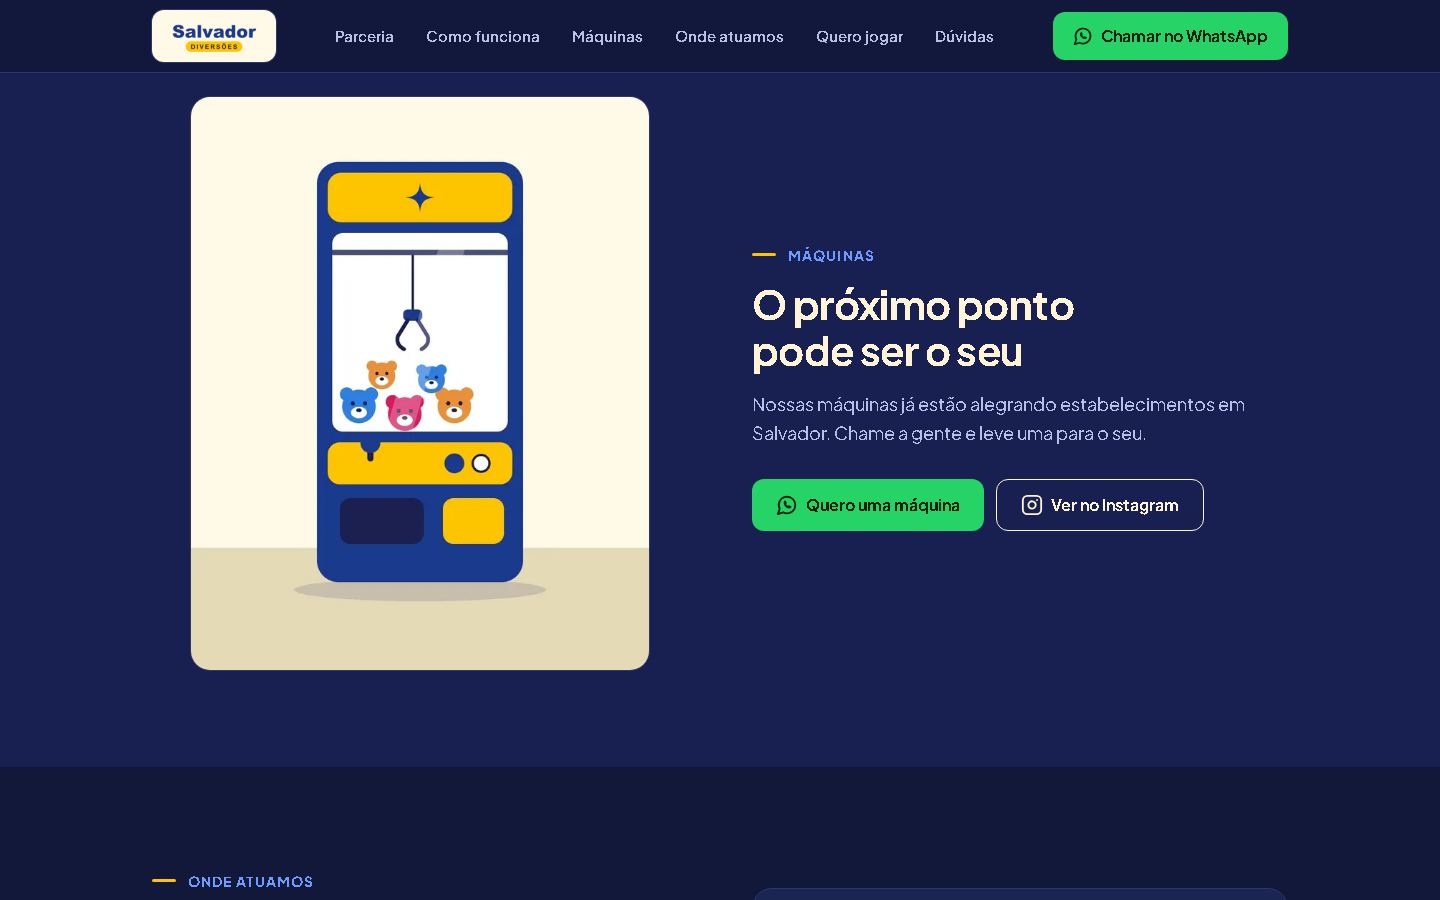 Salvador
DIVERSÕES
Parceria
Como funciona
Máquinas
Onde atuamos
Quero jogar
Dúvidas
Chamar no WhatsApp
MÁQUINAS
O próximo ponto
pode ser o seu
Nossas máquinas já estão alegrando estabelecimentos em
Salvador. Chame a gente e leve uma para o seu.
Quero uma máquina
Ver no Instagram
ONDE ATUAMOS